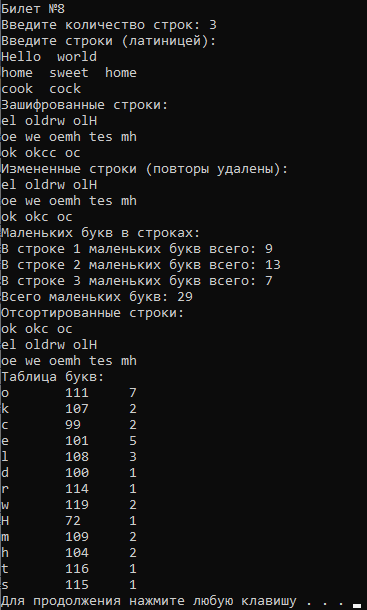 Билет №8
Введите количество строк: 3
Введите строки (латиницей):
Hello  world
home  sweet  home
cook  cock
Зашифрованные строки:
el oldrw olH
oe we oemh tes mh
ok okcc oc
Измененные строки (повторы удалены):
el oldrw olH
oe we oemh tes mh
ok okc oc
Маленьких букв в строках:
В строке 1 маленьких букв всего: 9
В строке 2 маленьких букв всего: 13
В строке 3 маленьких букв всего: 7
Всего маленьких букв: 29
Отсортированные строки:
ok okc oc
el oldrw olH
oe we oemh tes mh
Таблица букв:
o       111     7
k       107     2
c       99      2
e       101     5
l       108     3
d       100     1
r       114     1
w       119     2
H       72      1
m       109     2
h       104     2
t       116     1
s       115     1
Для продолжения нажмите любую клавишу . . .